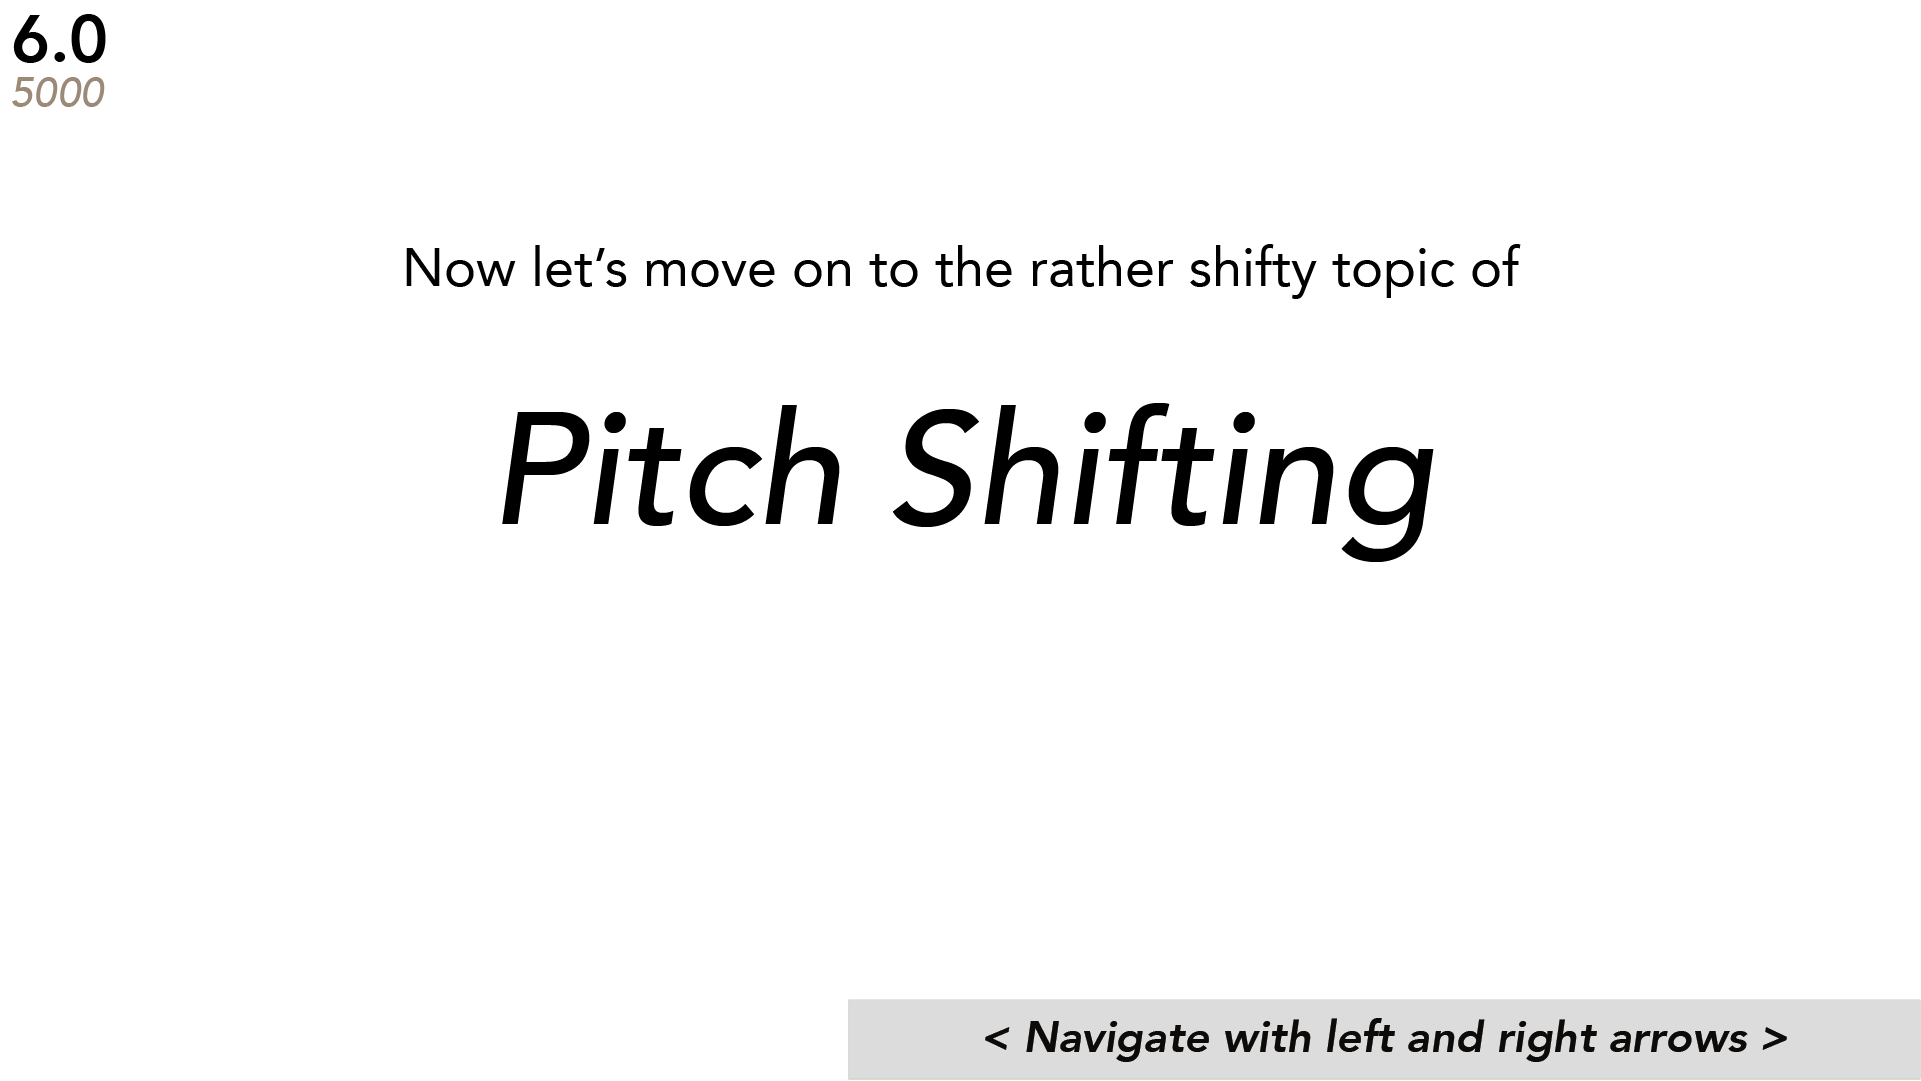 6.0
5000
Now let’s move on to the rather shifty topic of
Pitch Shifting
< Navigate with left and right arrows >